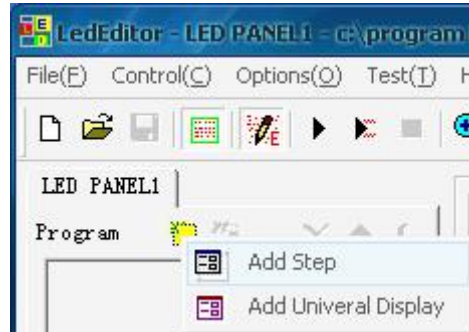 LedEditor - LED PANEL1 - c:\program
File(F) Control(C) Options(O) Test(T) H
LED PANEL1
Program
Add Step
Add Univeral Display